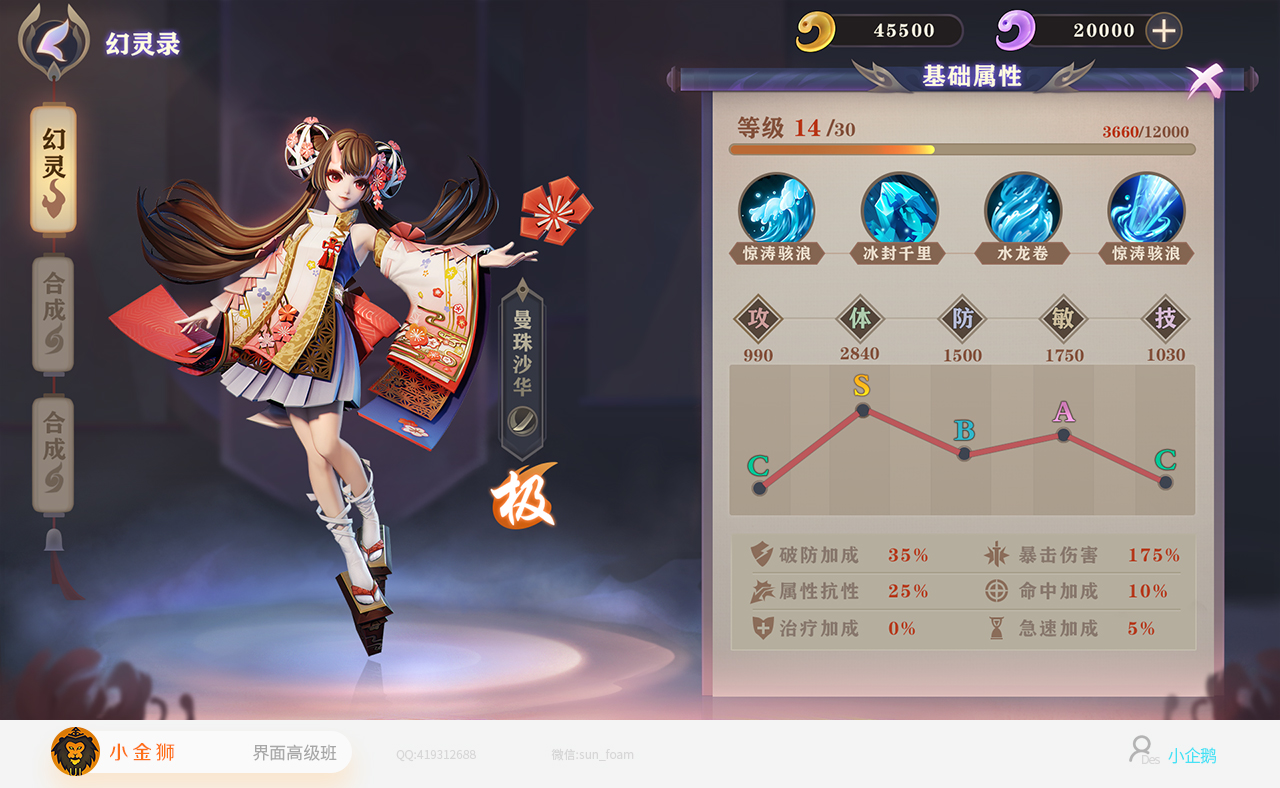 幻灵录
45500
20000
幻灵
合成
合成
曼珠沙华
极
基础属性
等级 14 /30
3660/12000
惊涛骇浪 冰封千里 水龙卷 惊涛骇浪
攻 体 防 敏 技
990 2840 1500 1750 1030
S
A
B
C
C
破防加成 35% 暴击伤害 175%
属性抗性 25% 命中加成 10%
治疗加成 0% 急速加成 5%
小金狮 界面高级班 QQ:419312688 微信:sun_foam Des 小企鹅